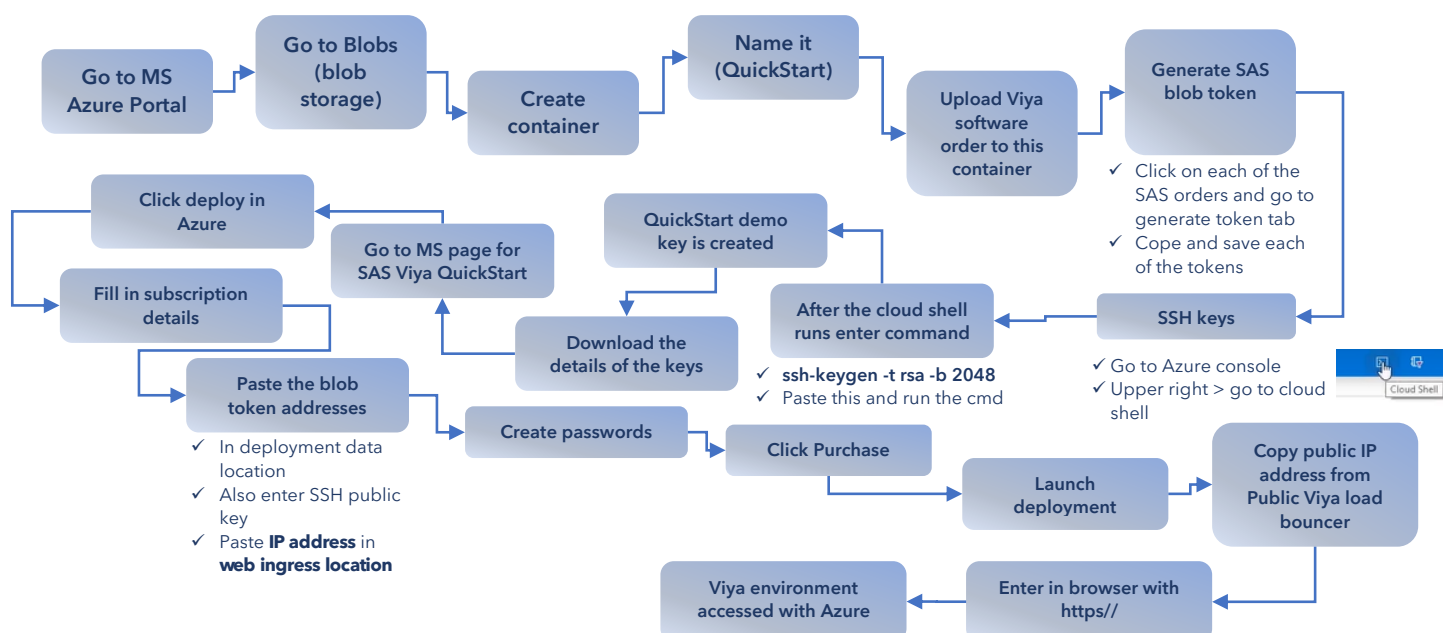 Go to MS
Azure Portal
Go to Blobs
(blob
storage)
Create
container
Name it
(QuickStart)
Upload Viya
software
order to this
container
Generate SAS
blob token
✓ Click on each of the
SAS orders and go to
generate token tab
✓ Cope and save each
of the tokens
SSH keys
✓ Go to Azure console
✓ Upper right > go to cloud
shell
Cloud Shell
After the cloud shell
runs enter command
✓ ssh-keygen -t rsa -b 2048
✓ Paste this and run the cmd
QuickStart demo
key is created
Download the
details of the keys
Go to MS page for
SAS Viya QuickStart
Click deploy in
Azure
Fill in subscription
details
Paste the blob
token addresses
✓ In deployment data
location
✓ Also enter SSH public
key
✓ Paste IP address in
web ingress location
Create passwords
Click Purchase
Launch
deployment
Copy public IP
address from
Public Viya load
bouncer
Enter in browser with
https//
Viya environment
accessed with Azure